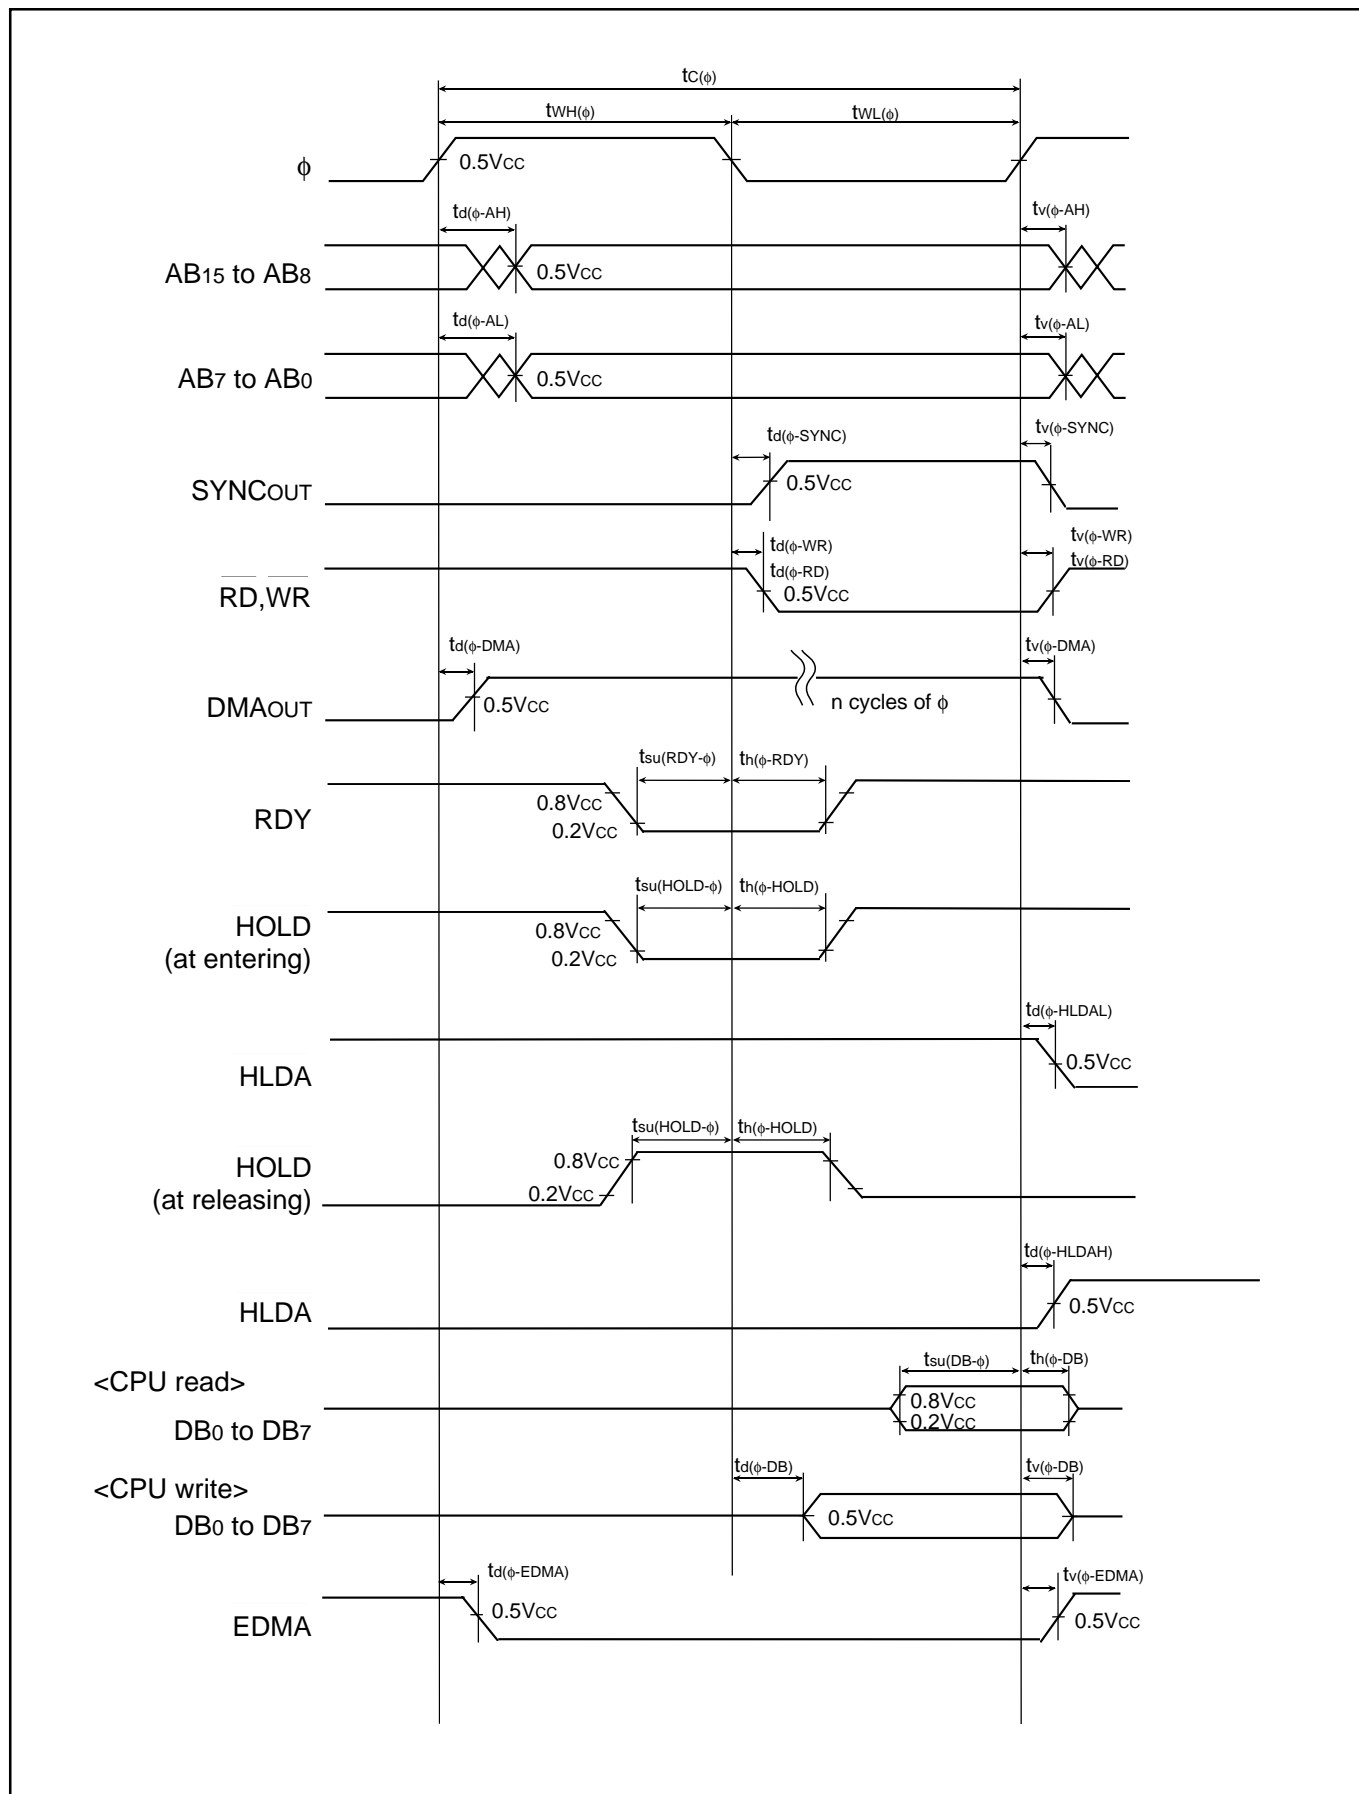 tC(ϕ)
tWH(ϕ) tWL(ϕ)
ϕ 0.5VCC
td(ϕ-AH) tv(ϕ-AH)
AB15 to AB8 0.5VCC
td(ϕ-AL) tv(ϕ-AL)
AB7 to AB0 0.5VCC
td(ϕ-SYNC) tv(ϕ-SYNC)
SYNCOUT 0.5VCC
td(ϕ-WR) tv(ϕ-WR)
td(ϕ-RD) tv(ϕ-RD)
RD,WR 0.5VCC
td(ϕ-DMA) tv(ϕ-DMA)
DMAOUT 0.5VCC n cycles of ϕ
tsu(RDY-ϕ) th(ϕ-RDY)
0.8VCC
RDY 0.2VCC
tsu(HOLD-ϕ) th(ϕ-HOLD)
HOLD 0.8VCC
(at entering) 0.2VCC
td(ϕ-HLDAL)
HLDA 0.5VCC
tsu(HOLD-ϕ) th(ϕ-HOLD)
HOLD 0.8VCC
(at releasing) 0.2VCC
td(ϕ-HLDAH)
HLDA 0.5VCC
tsu(DB-ϕ) th(ϕ-DB)
<CPU read>
0.8VCC
DB0 to DB7 0.2VCC
td(ϕ-DB) tv(ϕ-DB)
<CPU write>
DB0 to DB7 0.5VCC
td(ϕ-EDMA) tv(ϕ-EDMA)
EDMA 0.5VCC 0.5VCC